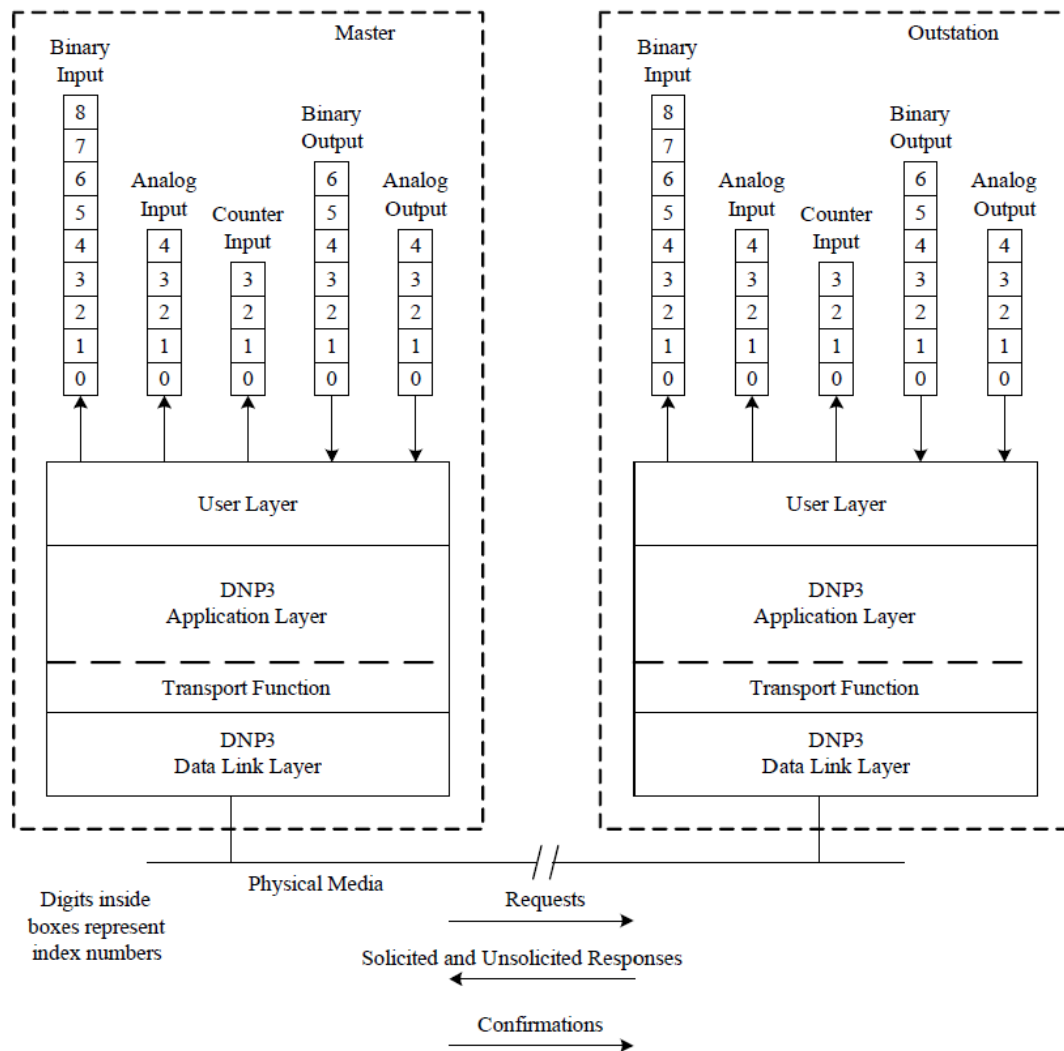 Master
Binary
Input
8
7
6
5
4
3
2
1
0
Analog
Input
4
3
2
1
0
Counter
Input
3
2
1
0
Binary
Output
6
5
4
3
2
1
0
Analog
Output
4
3
2
1
0
User Layer
DNP3
Application Layer
Transport Function
DNP3
Data Link Layer
Outstation
Binary
Input
8
7
6
5
4
3
2
1
0
Analog
Input
4
3
2
1
0
Counter
Input
3
2
1
0
Binary
Output
6
5
4
3
2
1
0
Analog
Output
4
3
2
1
0
User Layer
DNP3
Application Layer
Transport Function
DNP3
Data Link Layer
Physical Media
Digits inside
boxes represent
index numbers
Requests
Solicited and Unsolicited Responses
Confirmations